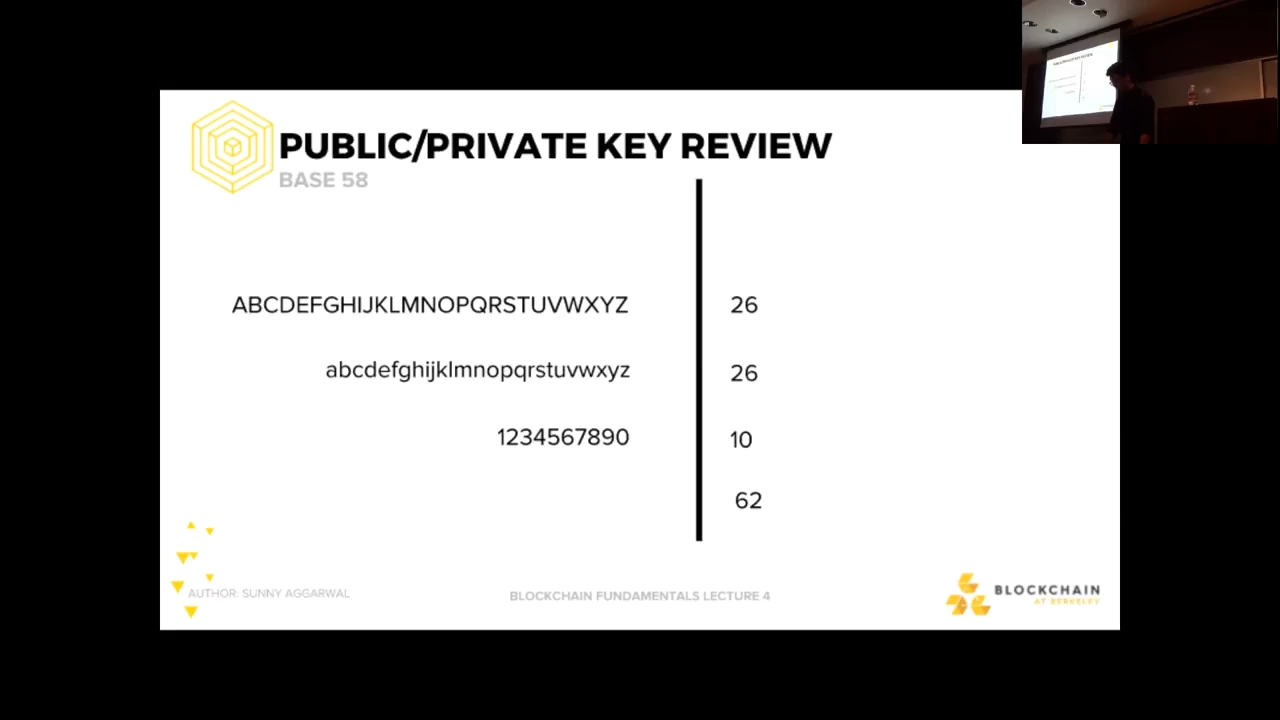 PUBLIC/PRIVATE KEY REVIEW
BASE 58
ABCDEFGHIJKLMNOPQRSTUVWXYZ 26
abcdefghijklmnopqrstuvwxyz 26
1234567890 10
62
AUTHOR: SUNNY AGGARWAL
BLOCKCHAIN FUNDAMENTALS LECTURE 4
BLOCKCHAIN
AT BERKELEY